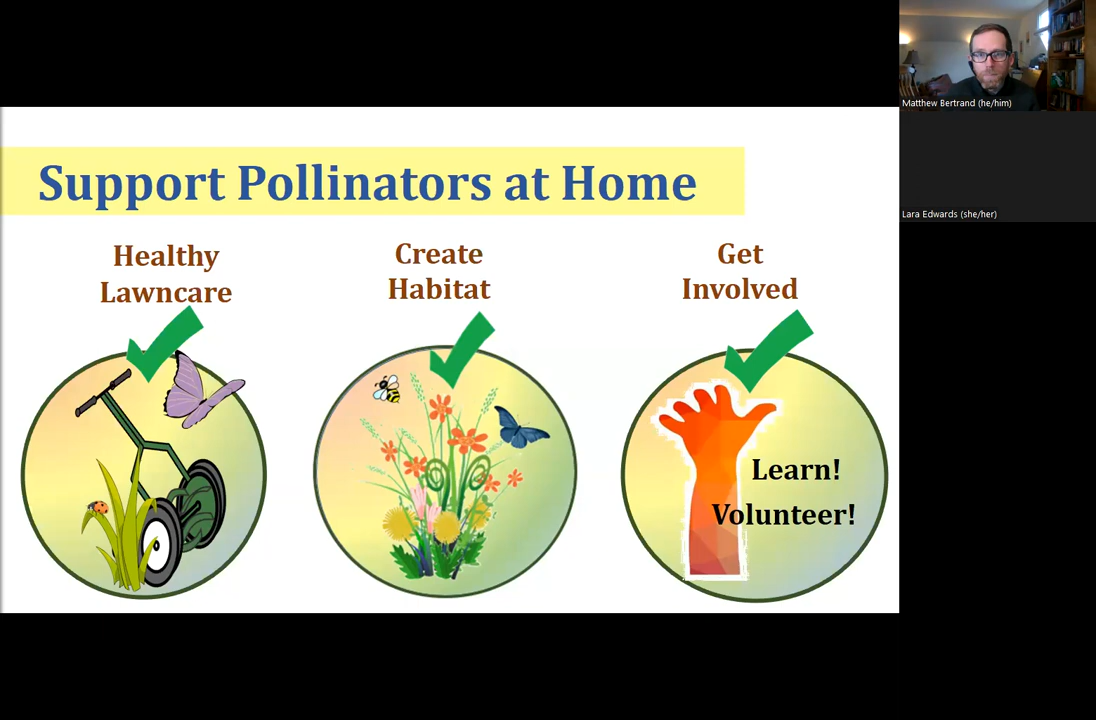 Support Pollinators at Home
Healthy
Lawncare
Create
Habitat
Get
Involved
Learn!
Volunteer!
Matthew Bertrand (he/him)
Lara Edwards (she/her)